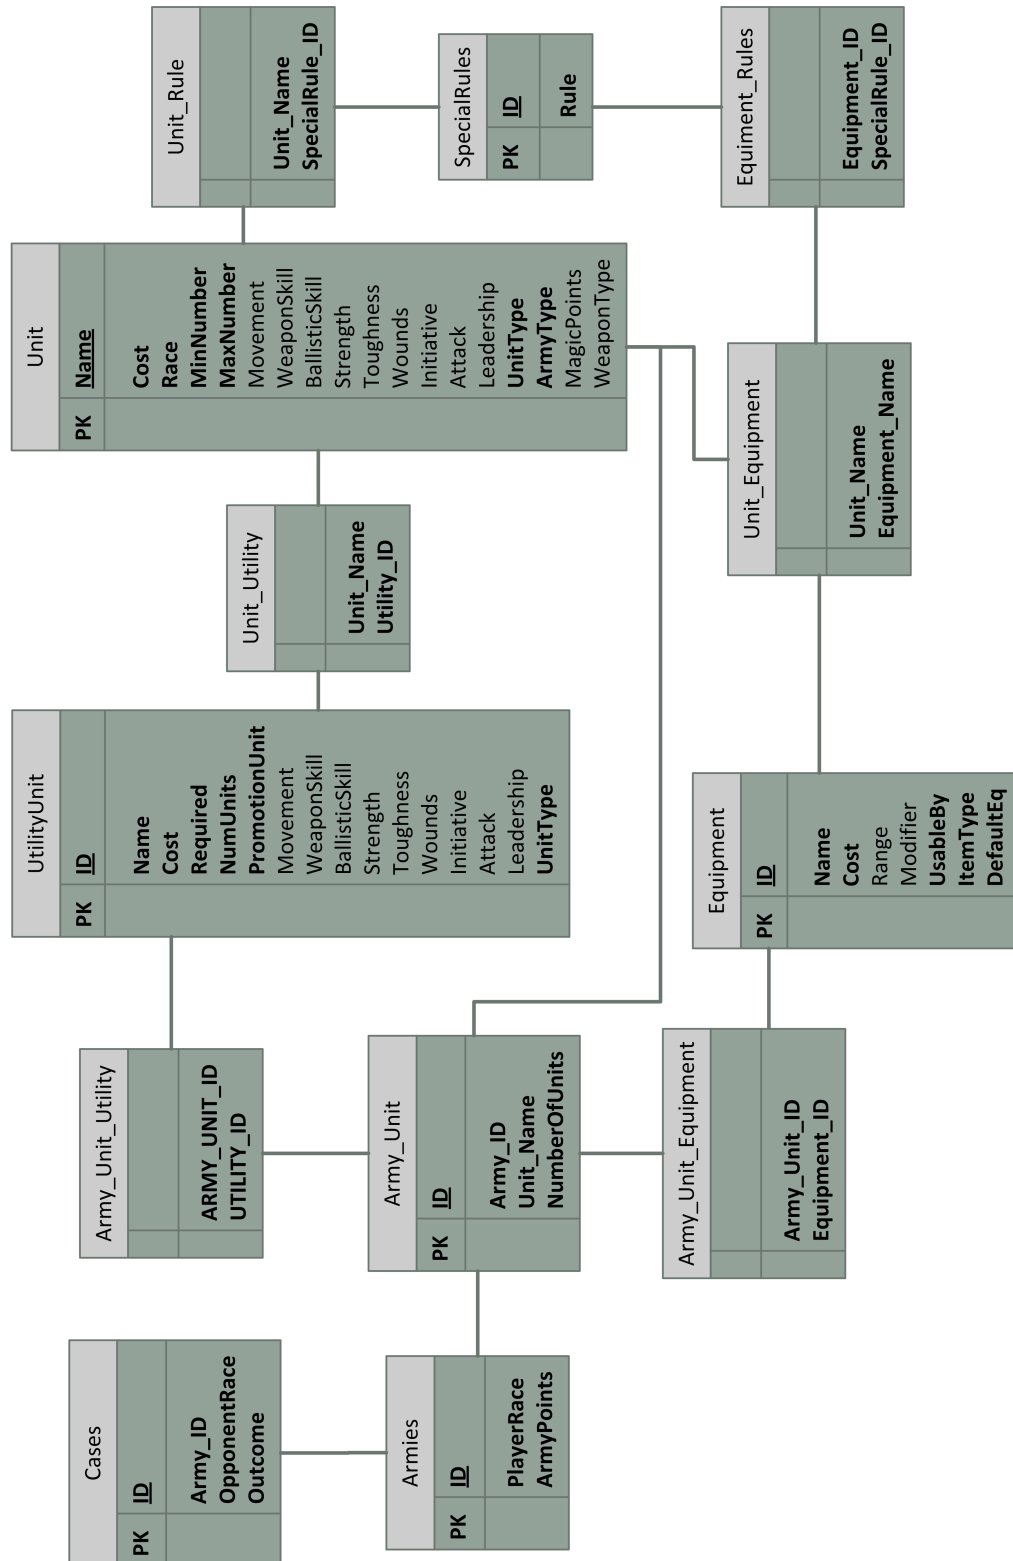 Cases
PK ID
Army_ID
OpponentRace
Outcome
Armies
PK ID
PlayerRace
ArmyPoints
Army_Unit_Utility
ARMY_UNIT_ID
UTILITY_ID
Army_Unit
PK ID
Army_ID
Unit_Name
NumberOfUnits
Army_Unit_Equipment
Army_Unit_ID
Equipment_ID
UtilityUnit
PK ID
Name
Cost
Required
NumUnits
PromotionUnit
Movement
WeaponSkill
BallisticSkill
Strength
Toughness
Wounds
Initiative
Attack
Leadership
UnitType
Equipment
PK ID
Name
Cost
Range
Modifier
UsableBy
ItemType
DefaultEq
Unit_Utility
Unit_Name
Utility_ID
Unit_Equipment
Unit_Name
Equipment_Name
Unit
PK Name
Cost
Race
MinNumber
MaxNumber
Movement
WeaponSkill
BallisticSkill
Strength
Toughness
Wounds
Initiative
Attack
Leadership
UnitType
ArmyType
MagicPoints
WeaponType
Unit_Rule
Unit_Name
SpecialRule_ID
SpecialRules
PK ID
Rule
Equiment_Rules
Equipment_ID
SpecialRule_ID